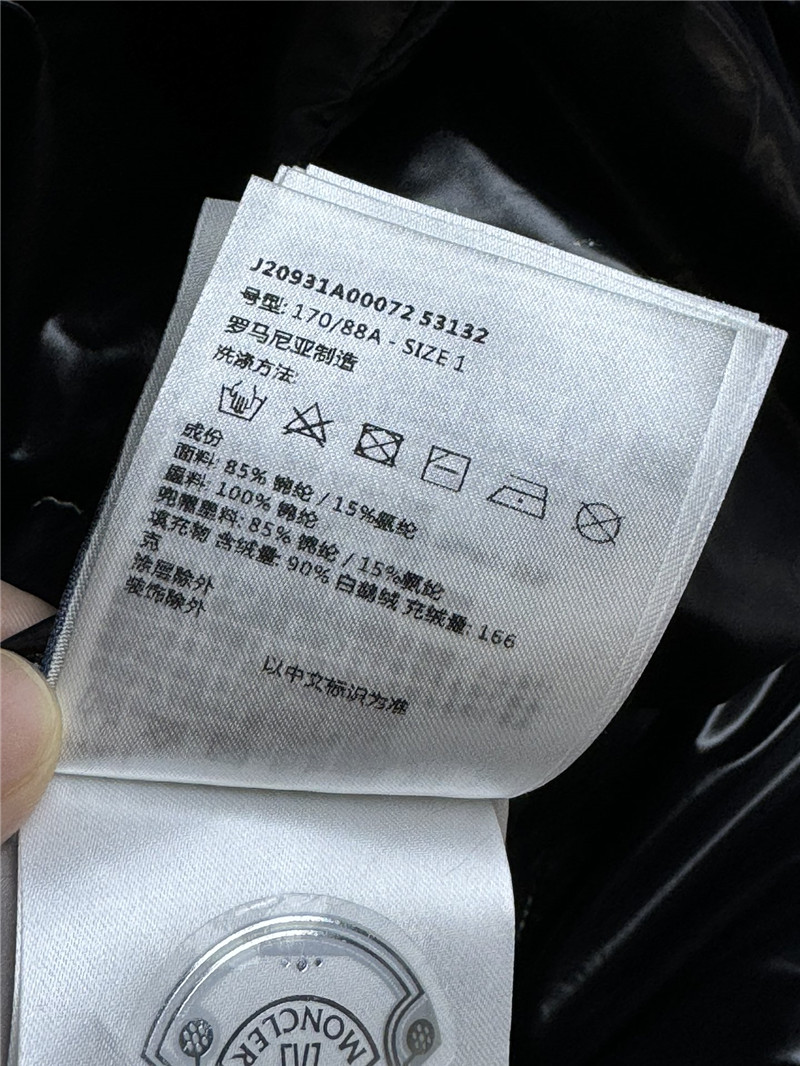 J20931A00072 53132
号型: 170/88A - SIZE 1
罗马尼亚制造
洗涤方法:
成份
面料: 85% 锦纶 / 15%氨纶
里料: 100% 锦纶
兜帽里料: 85% 锦纶 / 15%氨纶
填充物 含绒量: 90% 白鹅绒 充绒量: 166
克
涂层除外
装饰除外
以中文标识为准
MONCLER